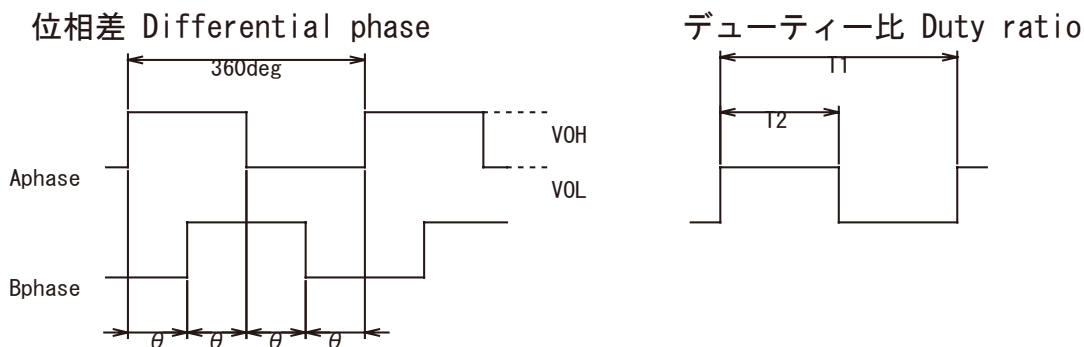 位相差 Differential phase
360deg
Aphase
VOH
VOL
Bphase
θ θ θ θ
デューティー比 Duty ratio
T1
T2